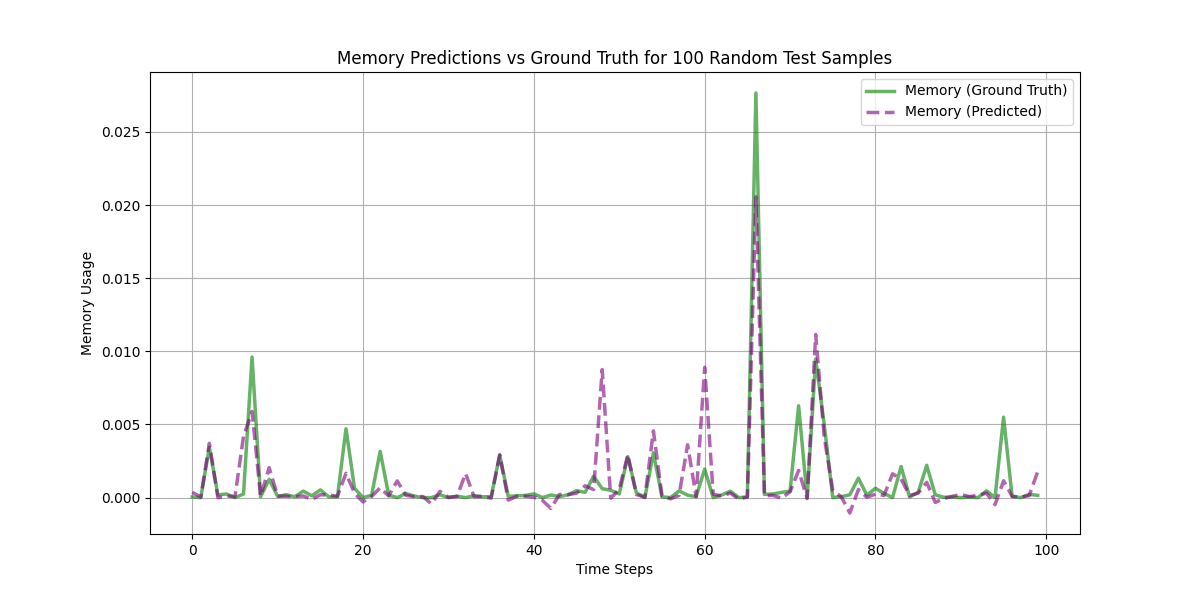 Memory Predictions vs Ground Truth for 100 Random Test Samples
Memory (Ground Truth)
Memory (Predicted)
Memory Usage
0.025
0.020
0.015
0.010
0.005
0.000
0 20 40 60 80 100
Time Steps